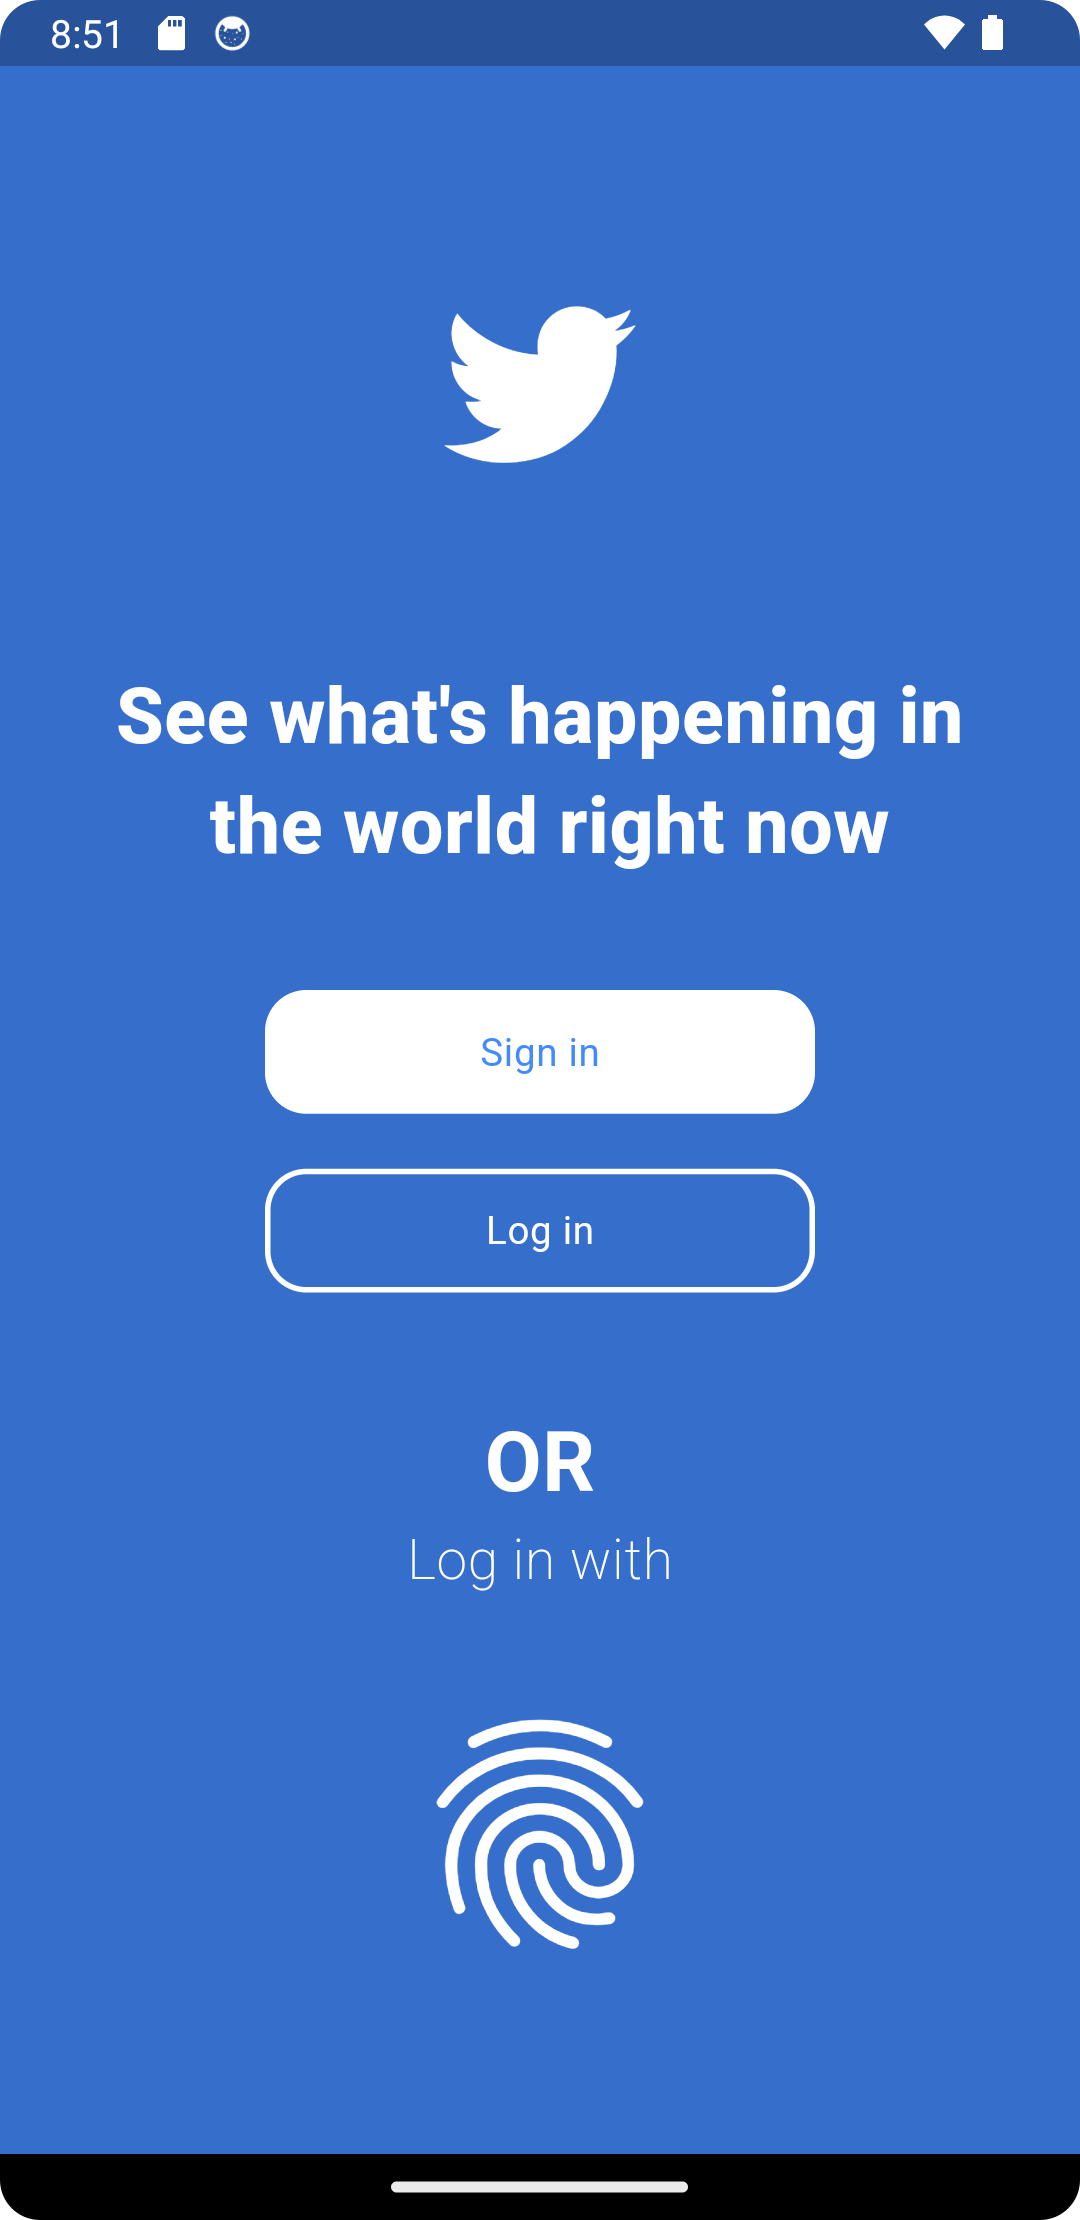 8:51
See what's happening in
the world right now
Sign in
Log in
OR
Log in with